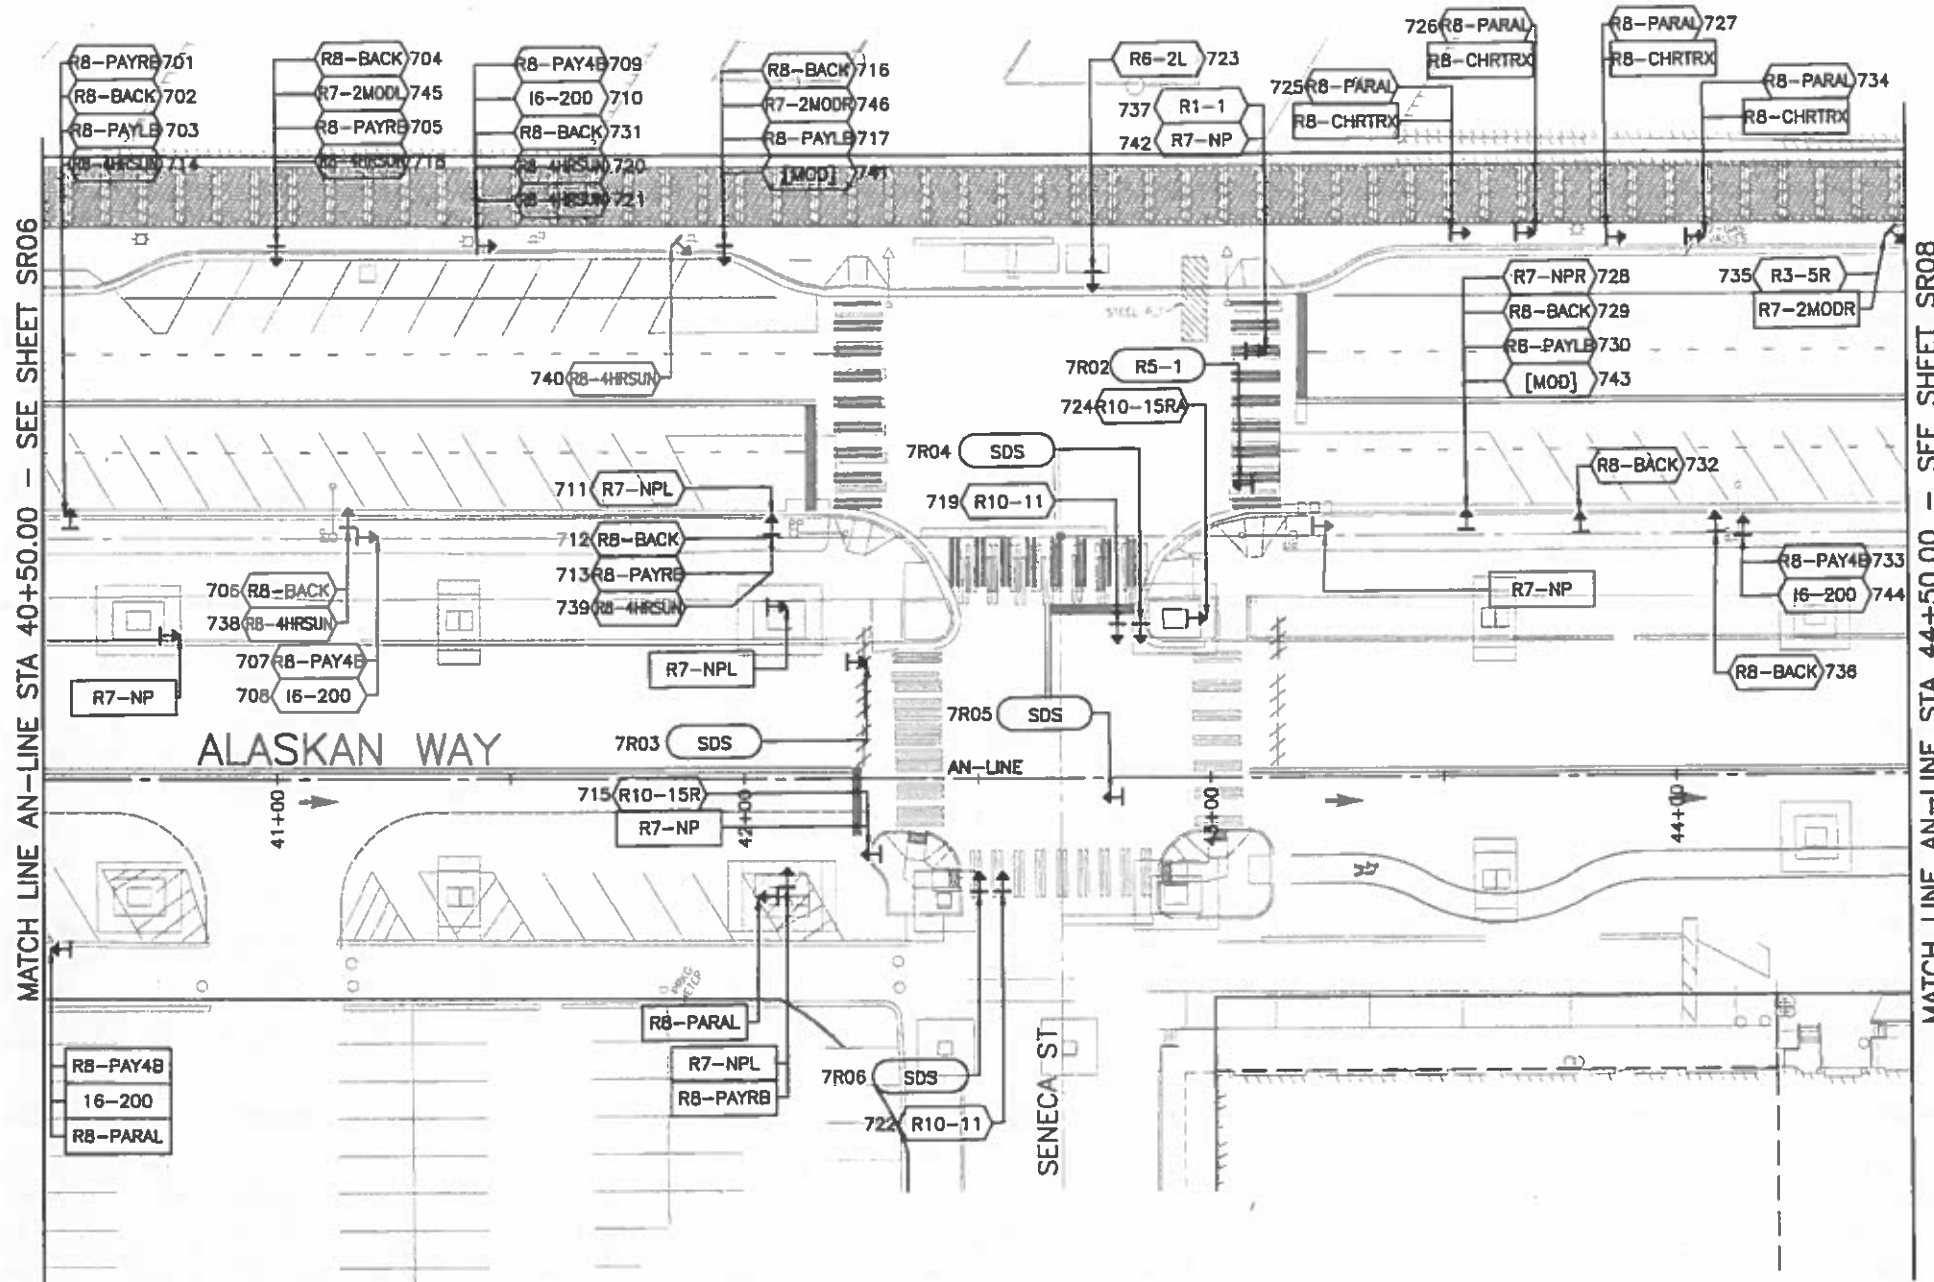 R8-PAYRB 701
R8-BACK 702
R8-PAYLB 703
R8-4HRSUN 714
R8-BACK 704
R7-2MODL 745
R8-PAYRB 705
R8-4HRSUN 718
R8-PAY4B 709
I6-200 710
R8-BACK 731
R8-4HRSUN 720
R8-4HRSUN 721
R8-BACK 716
R7-2MODR 746
R8-PAYLB 717
[MOD] 741
R6-2L 723
737 R1-1
742 R7-NP
726 R8-PARAL
R8-CHRTRX
725 R8-PARAL
R8-CHRTRX
R8-PARAL 727
R8-CHRTRX
R8-PARAL 734
R8-CHRTRX
735 R3-5R
R7-2MODR
R7-NPR 728
R8-BACK 729
R8-PAYLB 730
[MOD] 743
740 R8-4HRSUN
7R02 R5-1
724 R10-15RA
7R04 SDS
719 R10-11
R8-BACK 732
711 R7-NPL
712 R8-BACK
713 R8-PAYRB
739 R8-4HRSUN
706 R8-BACK
738 R8-4HRSUN
707 R8-PAY4B
708 I6-200
R7-NP
R7-NPL
R7-NP
R8-PAY4B 733
I6-200 744
R8-BACK 736
7R03 SDS
7R05 SDS
ALASKAN WAY
AN-LINE
715 R10-15R
R7-NP
41+00
42+00
43+00
44+00
PRKG
METER
R8-PARAL
R7-NPL
R8-PAYRB
R8-PAY4B
16-200
R8-PARAL
7R06 SDS
722 R10-11
SENECA ST
MATCH LINE AN-LINE STA 40+50.00 - SEE SHEET SR06
MATCH LINE AN-LINE STA 44+50.00 - SEE SHEET SR08